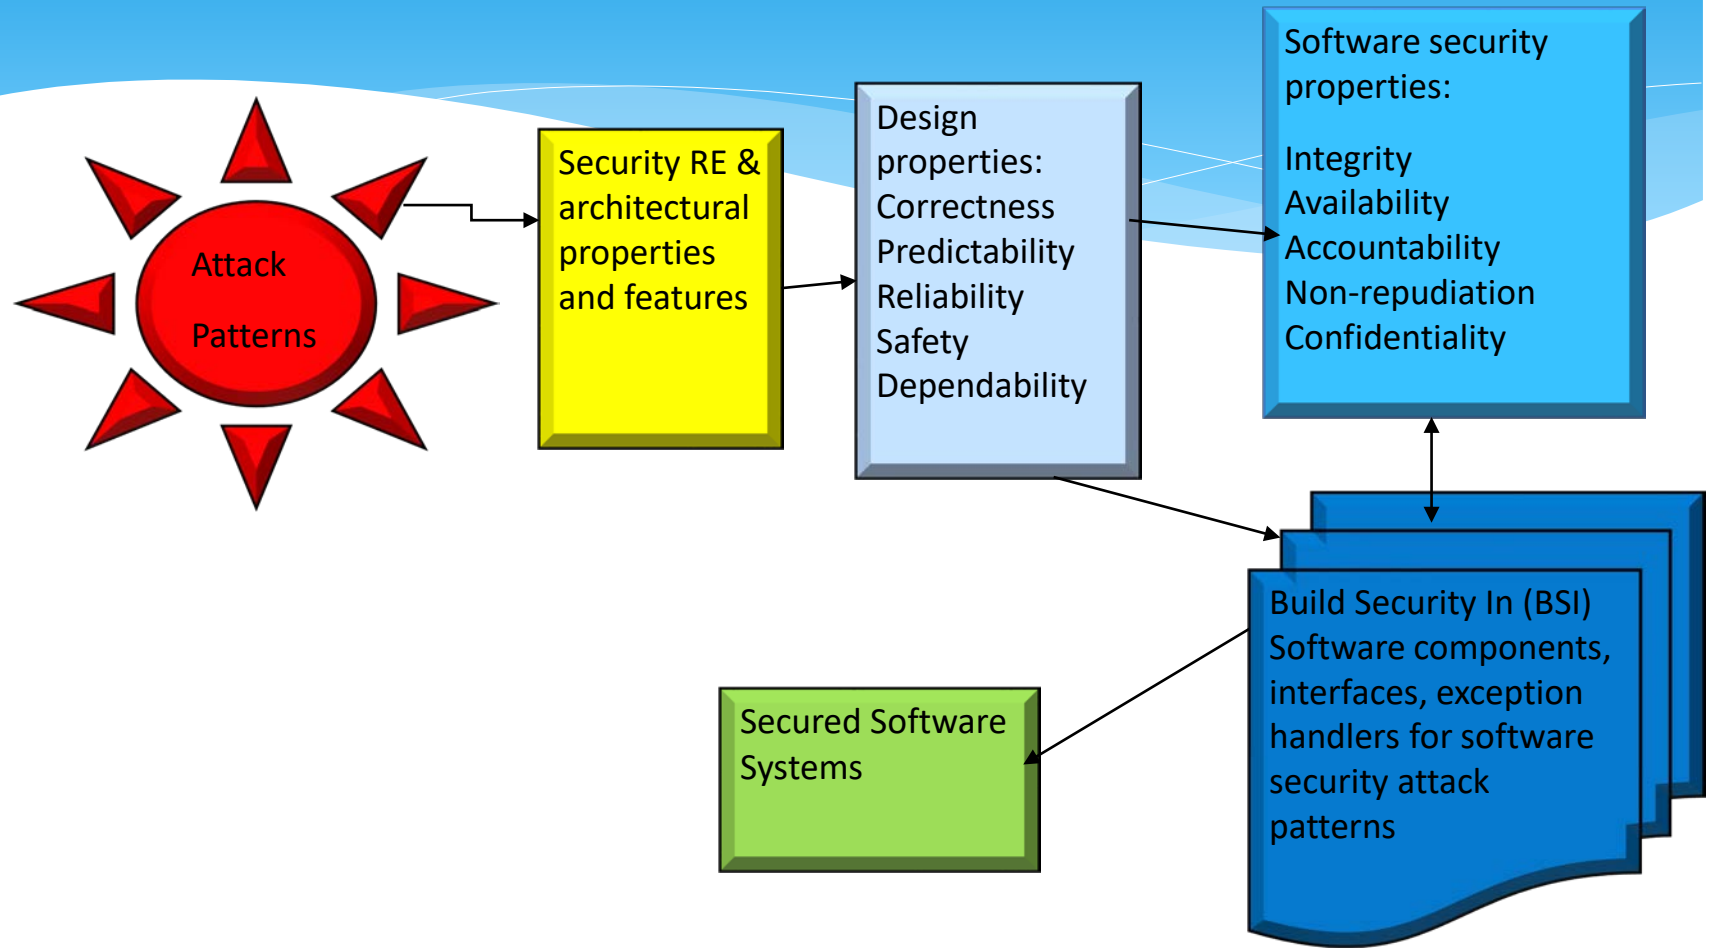 Attack
Patterns
Security RE &
architectural
properties
and features
Design
properties:
Correctness
Predictability
Reliability
Safety
Dependability
Software security
properties:
Integrity
Availability
Accountability
Non-repudiation
Confidentiality
Build Security In (BSI)
Software components,
interfaces, exception
handlers for software
security attack
patterns
Secured Software
Systems